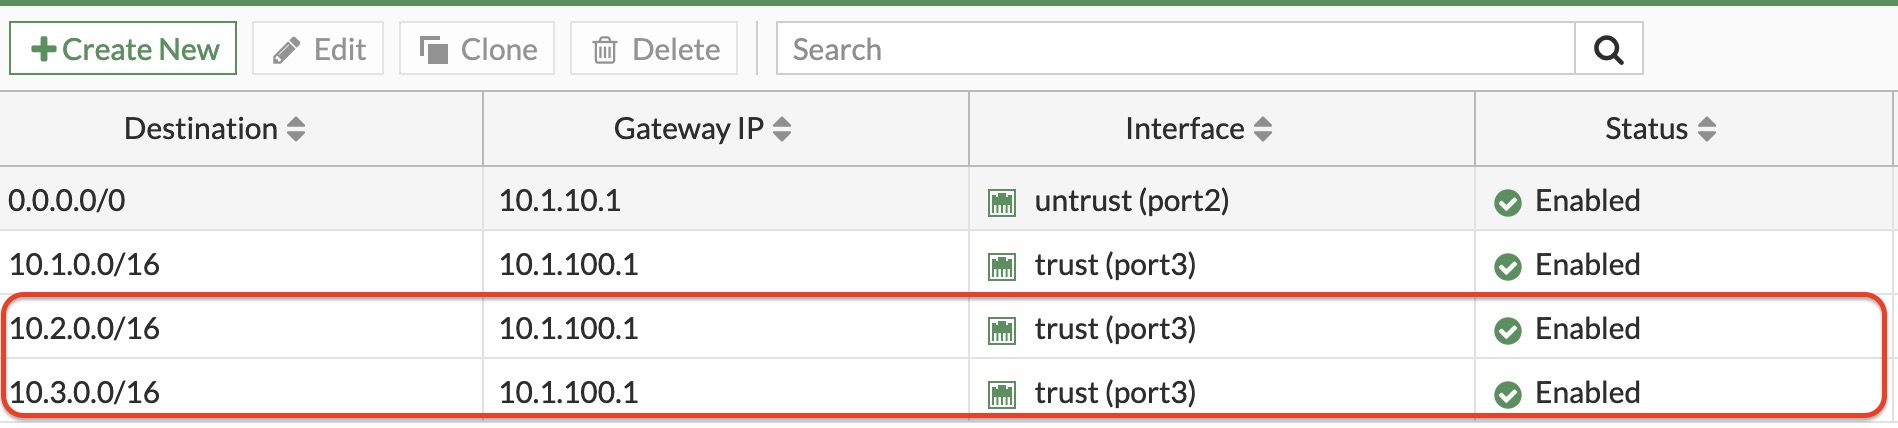 Create New Edit Clone Delete Search
Destination Gateway IP Interface Status
0.0.0.0/0 10.1.10.1 untrust (port2) Enabled
10.1.0.0/16 10.1.100.1 trust (port3) Enabled
10.2.0.0/16 10.1.100.1 trust (port3) Enabled
10.3.0.0/16 10.1.100.1 trust (port3) Enabled